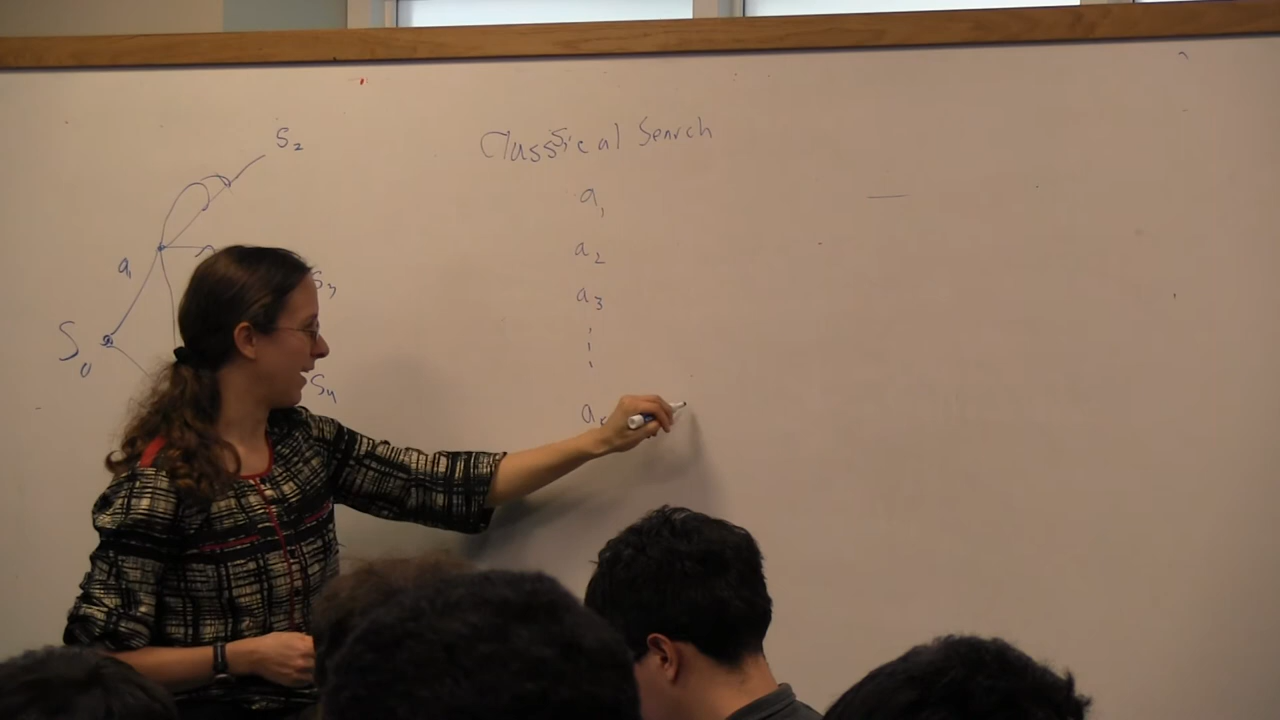 Classical Search
S₂
a₁
a₁
a₂
S₃
a₃
S₀
S₄